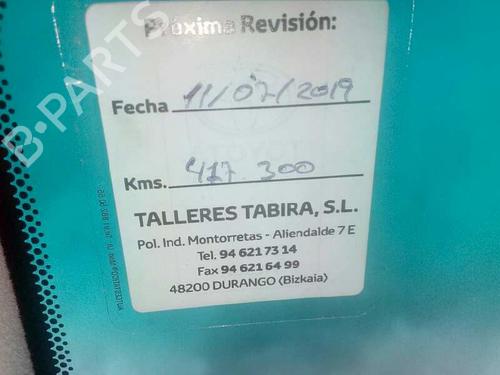 Próxima Revisión:
Fecha 11/07/2019
Kms. 417.300
TALLERES TABIRA, S.L.
Pol. Ind. Montorretas - Aliendalde 7 E
Tel. 94 621 73 14
Fax 94 621 64 99
48200 DURANGO (Bizkaia)
B-PARTS